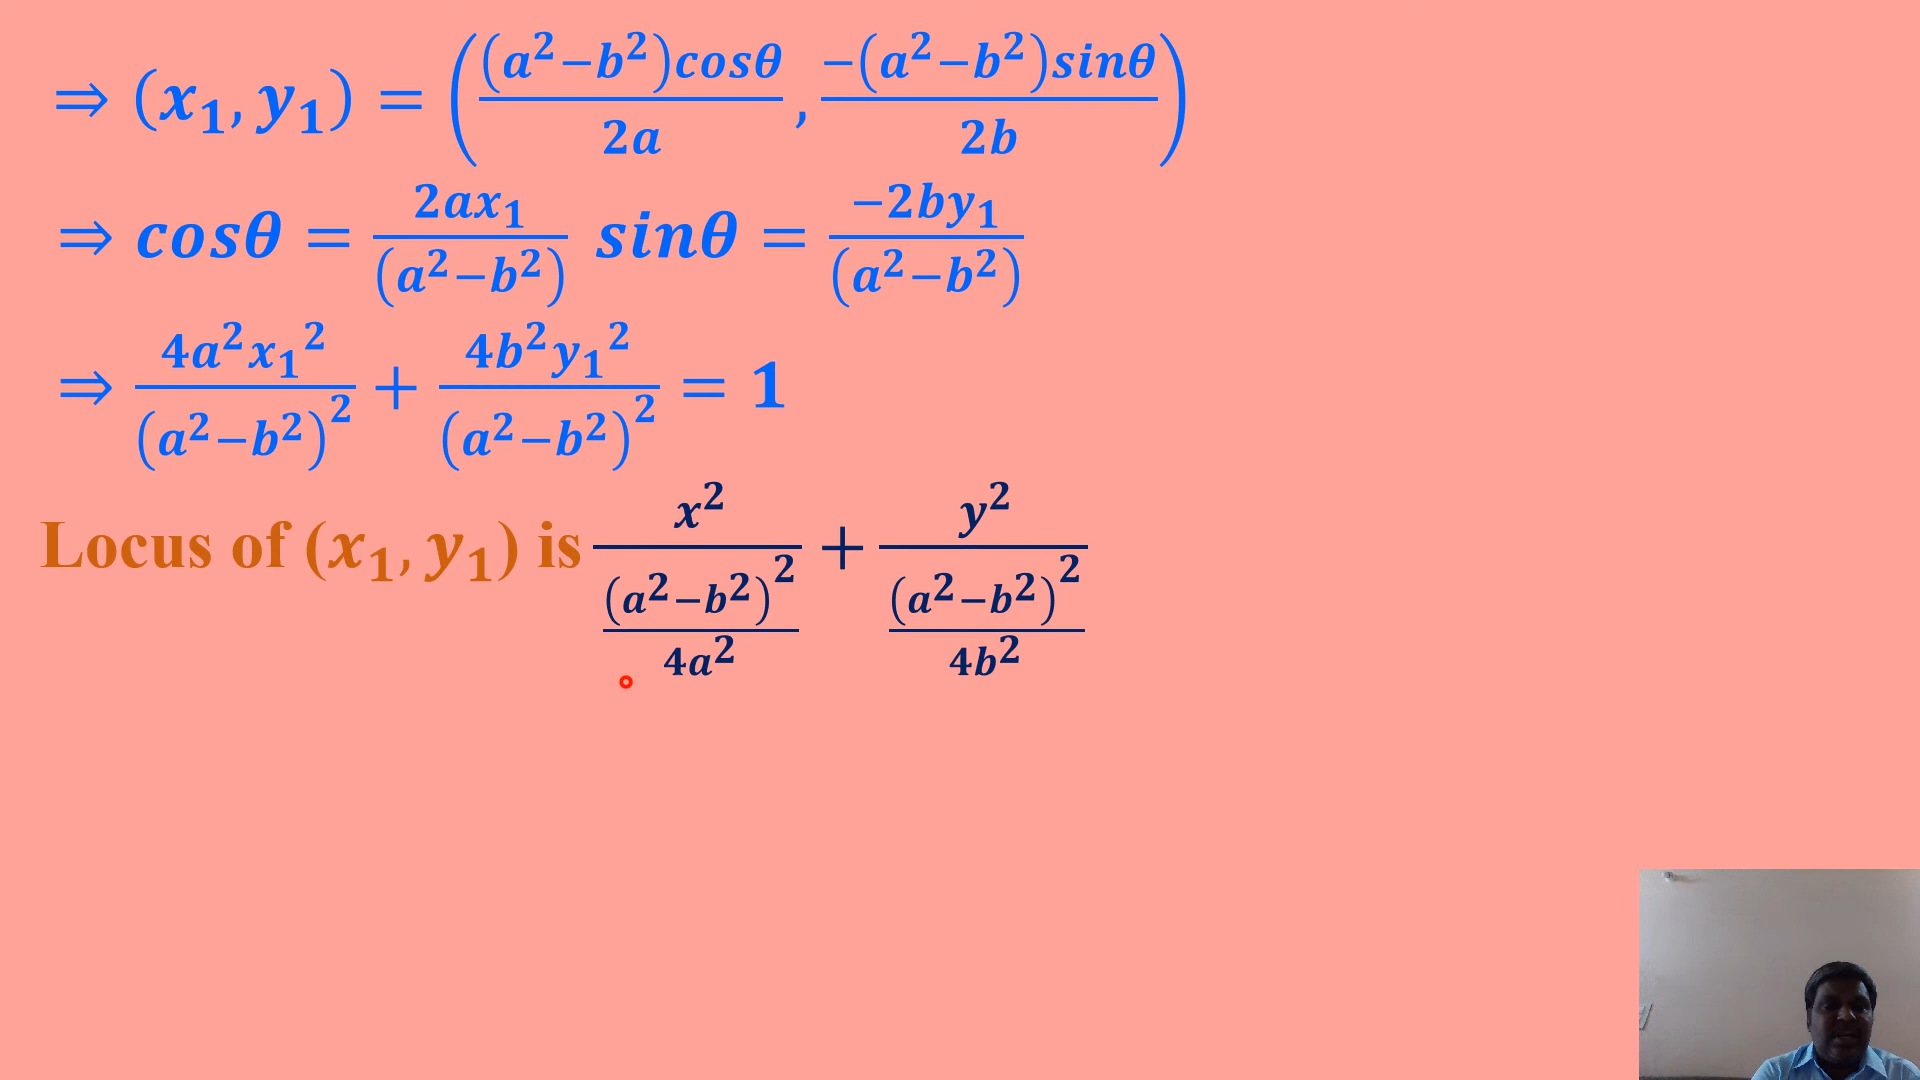 ⇒ (x₁, y₁) = ( (a²−b²)cosθ / 2a , −(a²−b²)sinθ / 2b )
⇒ cosθ = 2ax₁ / (a²−b²) sinθ = −2by₁ / (a²−b²)
⇒ 4a²x₁² / (a²−b²)² + 4b²y₁² / (a²−b²)² = 1
Locus of (x₁, y₁) is x² / ((a²−b²)² / 4a²) + y² / ((a²−b²)² / 4b²)